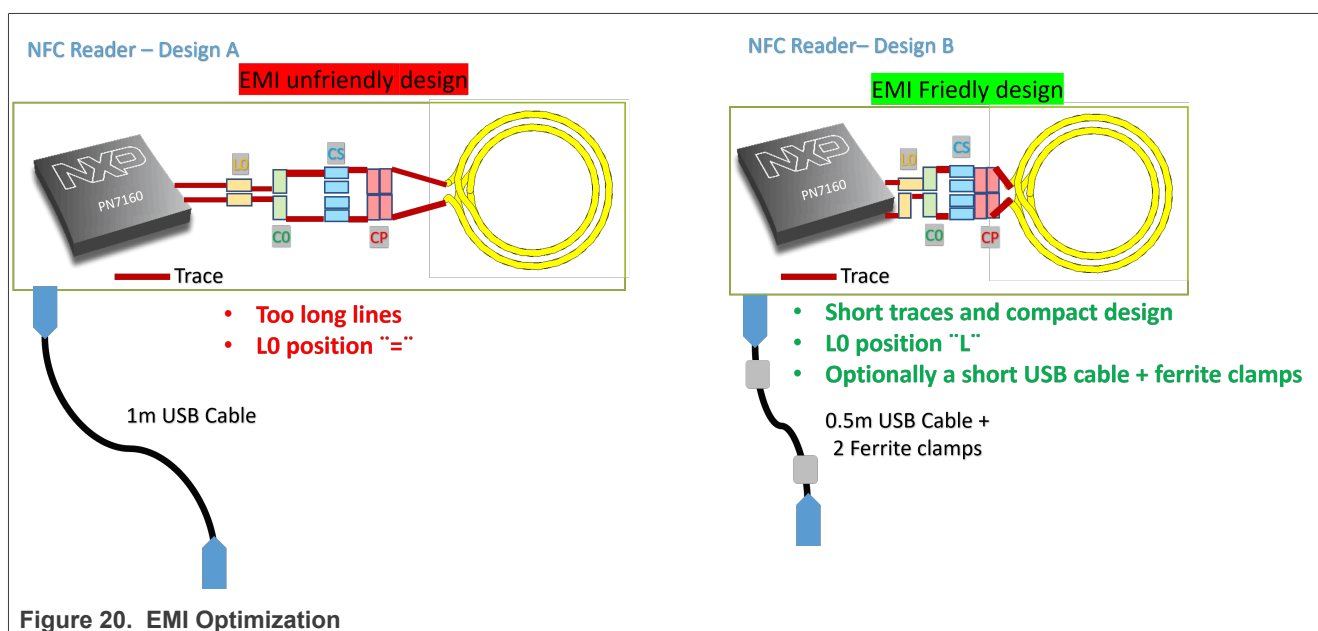 NFC Reader – Design A
EMI unfriendly design
NXP
PN7160
L0
CS
C0
CP
Trace
• Too long lines
• L0 position ¨=¨
1m USB Cable
NFC Reader– Design B
EMI Friedly design
NXP
PN7160
L0
CS
C0
CP
Trace
• Short traces and compact design
• L0 position ¨L¨
• Optionally a short USB cable + ferrite clamps
0.5m USB Cable +
2 Ferrite clamps
Figure 20. EMI Optimization